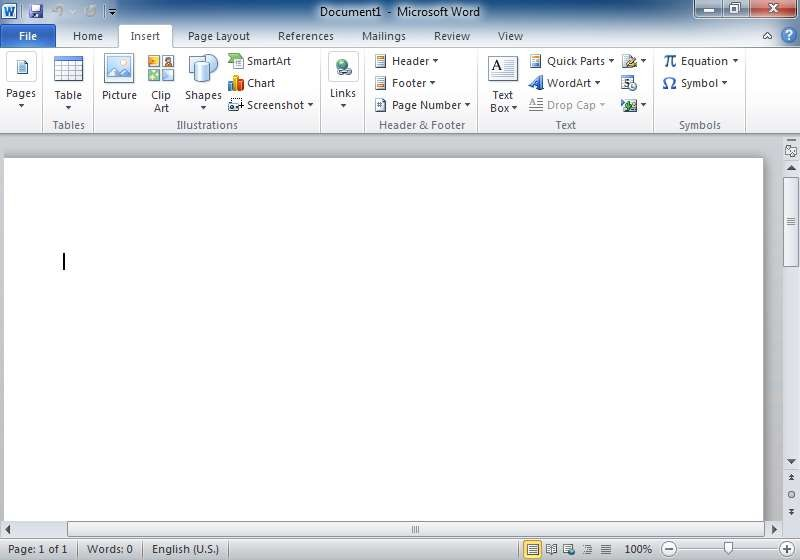 Document1 - Microsoft Word
File Home Insert Page Layout References Mailings Review View
Pages
Table
Tables
Picture
Clip
Art
Shapes
SmartArt
Chart
Screenshot
Illustrations
Links
Header
Footer
Page Number
Header & Footer
A
Text
Box
Quick Parts
WordArt
Drop Cap
Text
π Equation
Ω Symbol
Symbols
Page: 1 of 1 Words: 0 English (U.S.) 100%